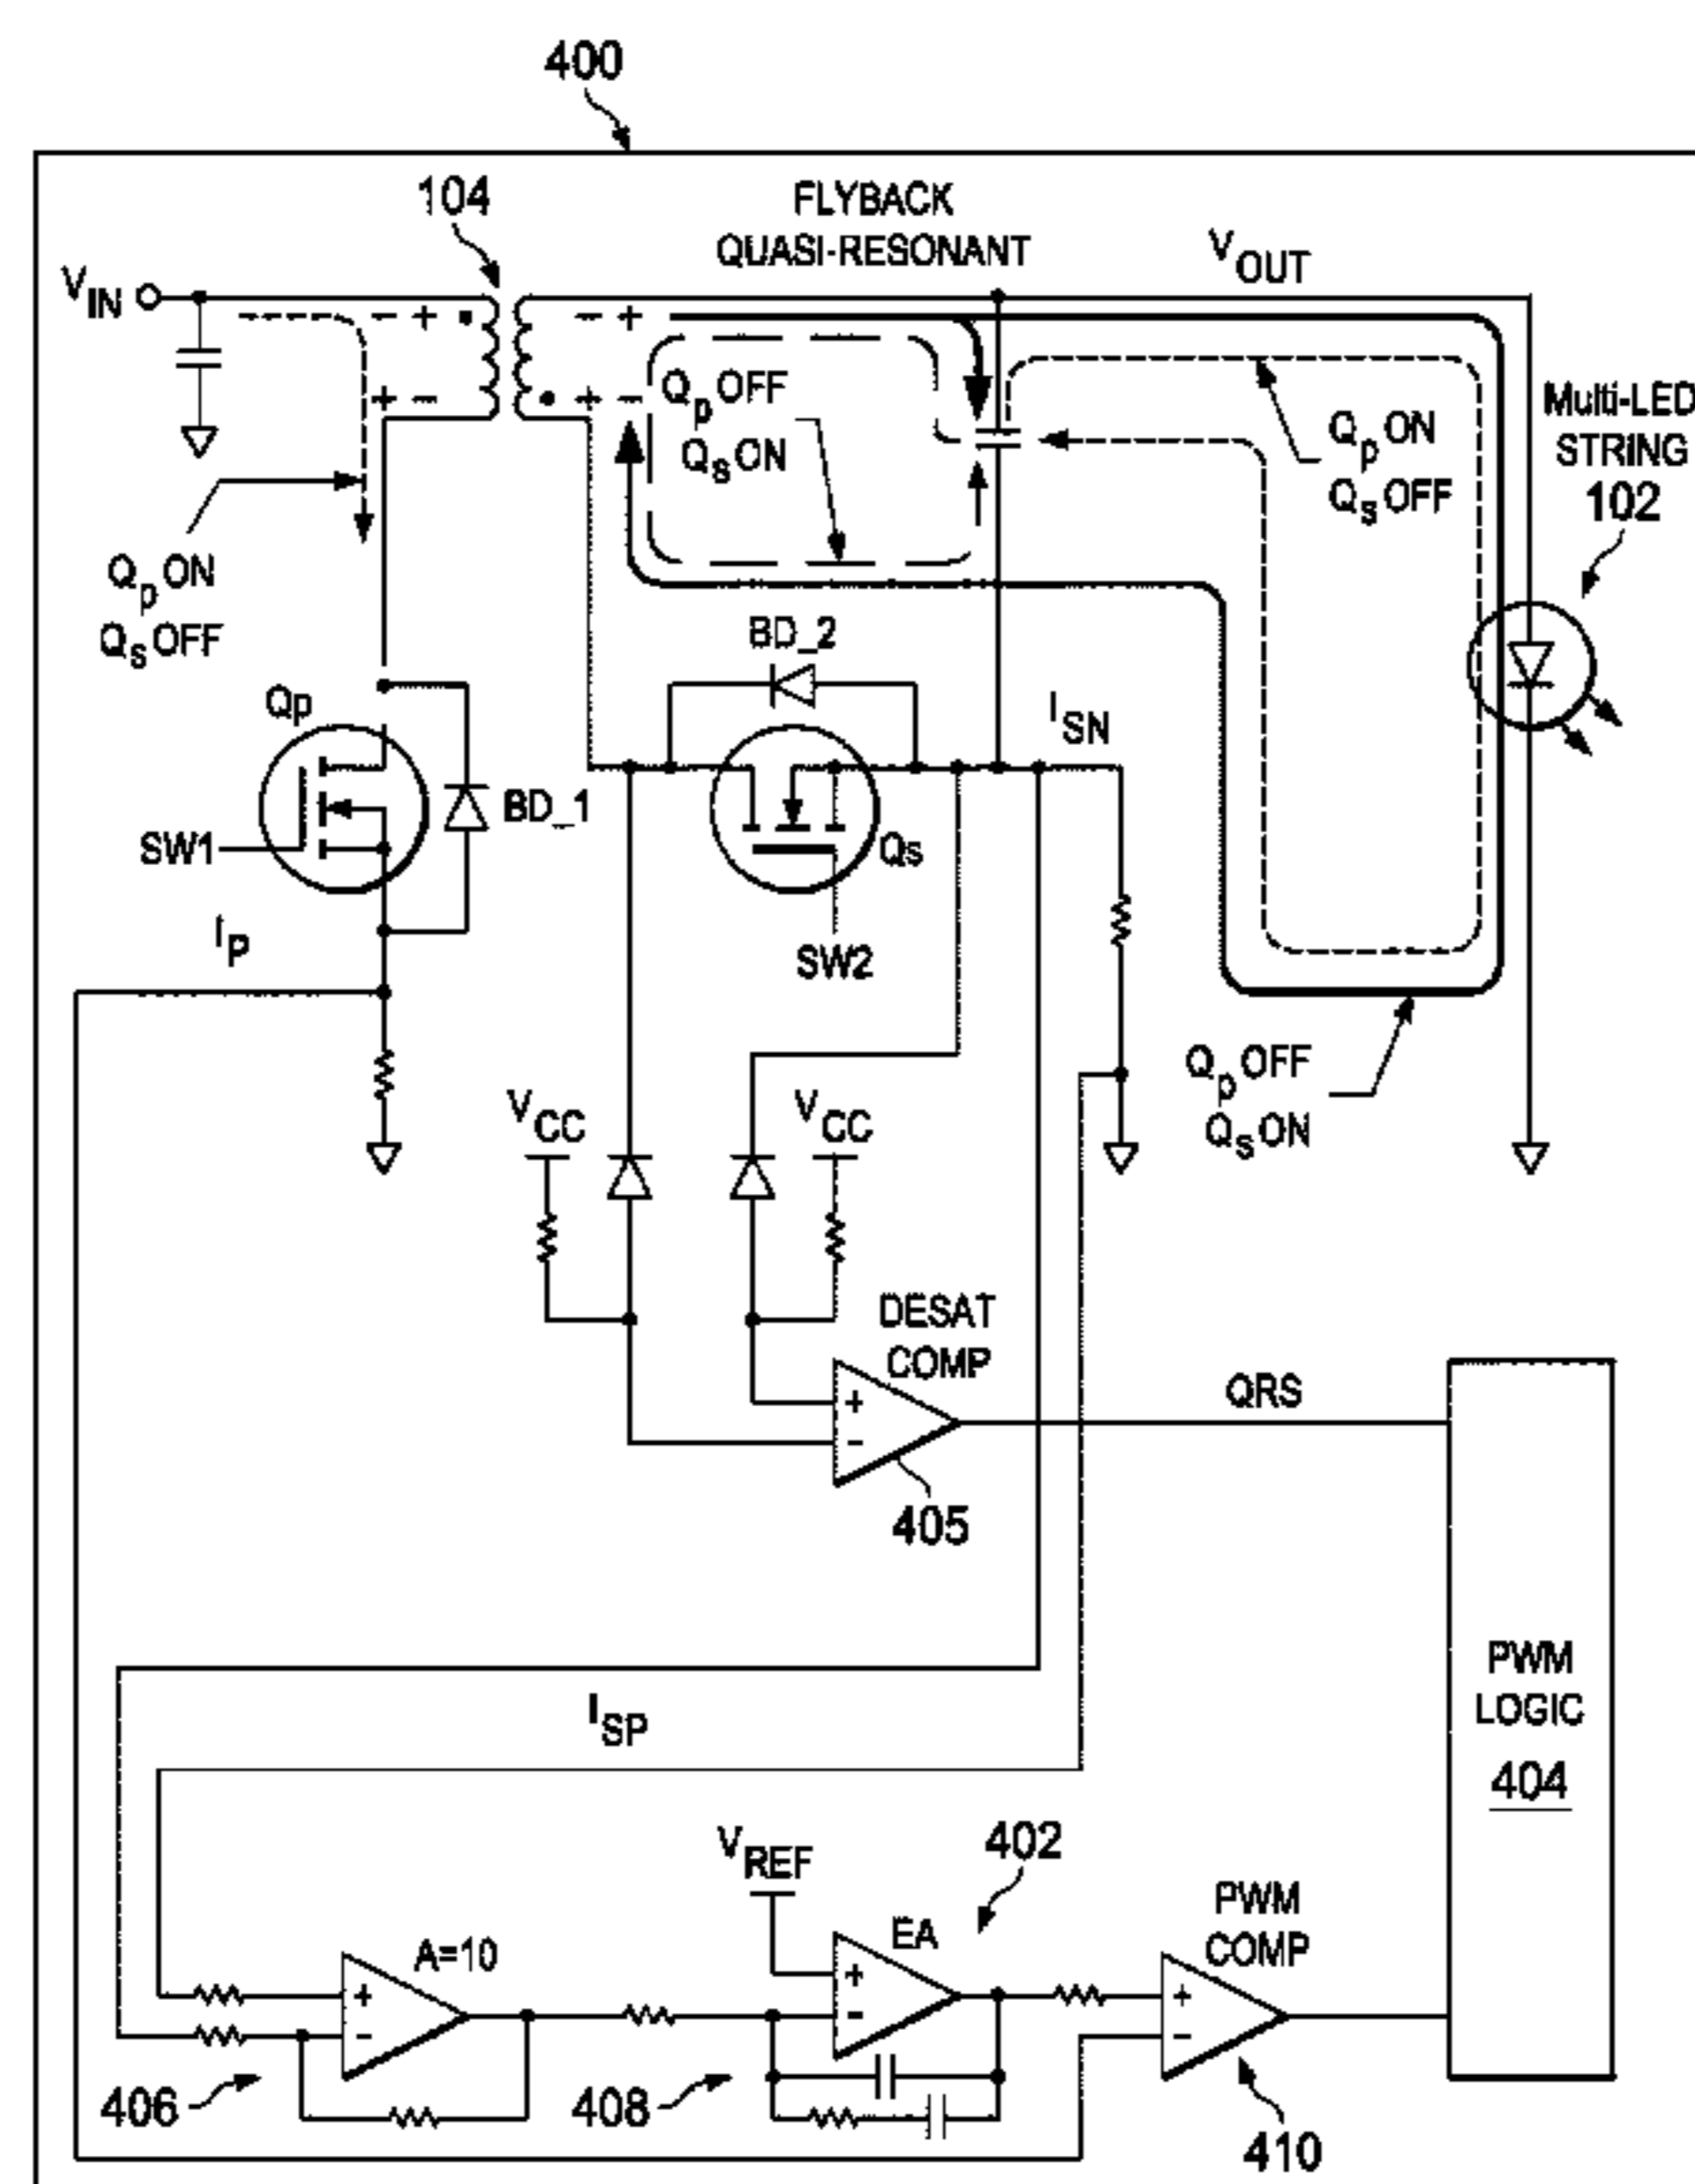 400
104
FLYBACK
QUASI-RESONANT
VOUT
VIN
- + 
- +
+ -
+ -
Qp OFF
Qs ON
Qp ON
Qs OFF
Multi-LED
STRING
102
Qp ON
Qs OFF
BD_2
ISN
Qp
BD_1
SW1
Qs
SW2
IP
Qp OFF
Qs ON
VCC
VCC
DESAT
COMP
+
-
QRS
405
PWM
LOGIC
404
ISP
VREF
402
EA
PWM
COMP
A=10
+
-
+
-
+
-
406
408
410